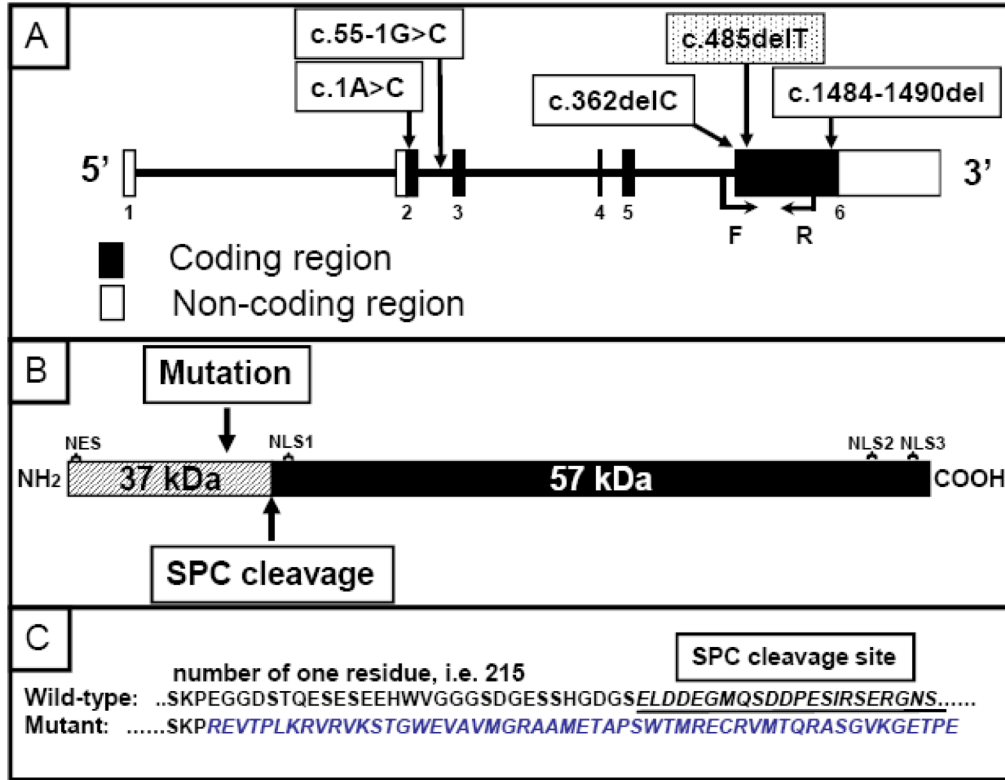 A
c.55-1G>C
c.1A>C
c.485delT
c.362delC
c.1484-1490del
5’
3’
1
2
3
4
5
6
F
R
Coding region
Non-coding region
B
Mutation
NES
NLS1
NLS2
NLS3
NH2
37 kDa
57 kDa
COOH
SPC cleavage
C
number of one residue, i.e. 215
SPC cleavage site
Wild-type: ..SKPEGGDSTQESESEEHWVGGGSDGESSHGDGSELDDEGMQSDDPESIRSERGNS......
Mutant: ......SKPREVTPLKRVRVKSTGWEVAVMGRAAMETAPSWTMRECRVMTQRASGVKGETPE